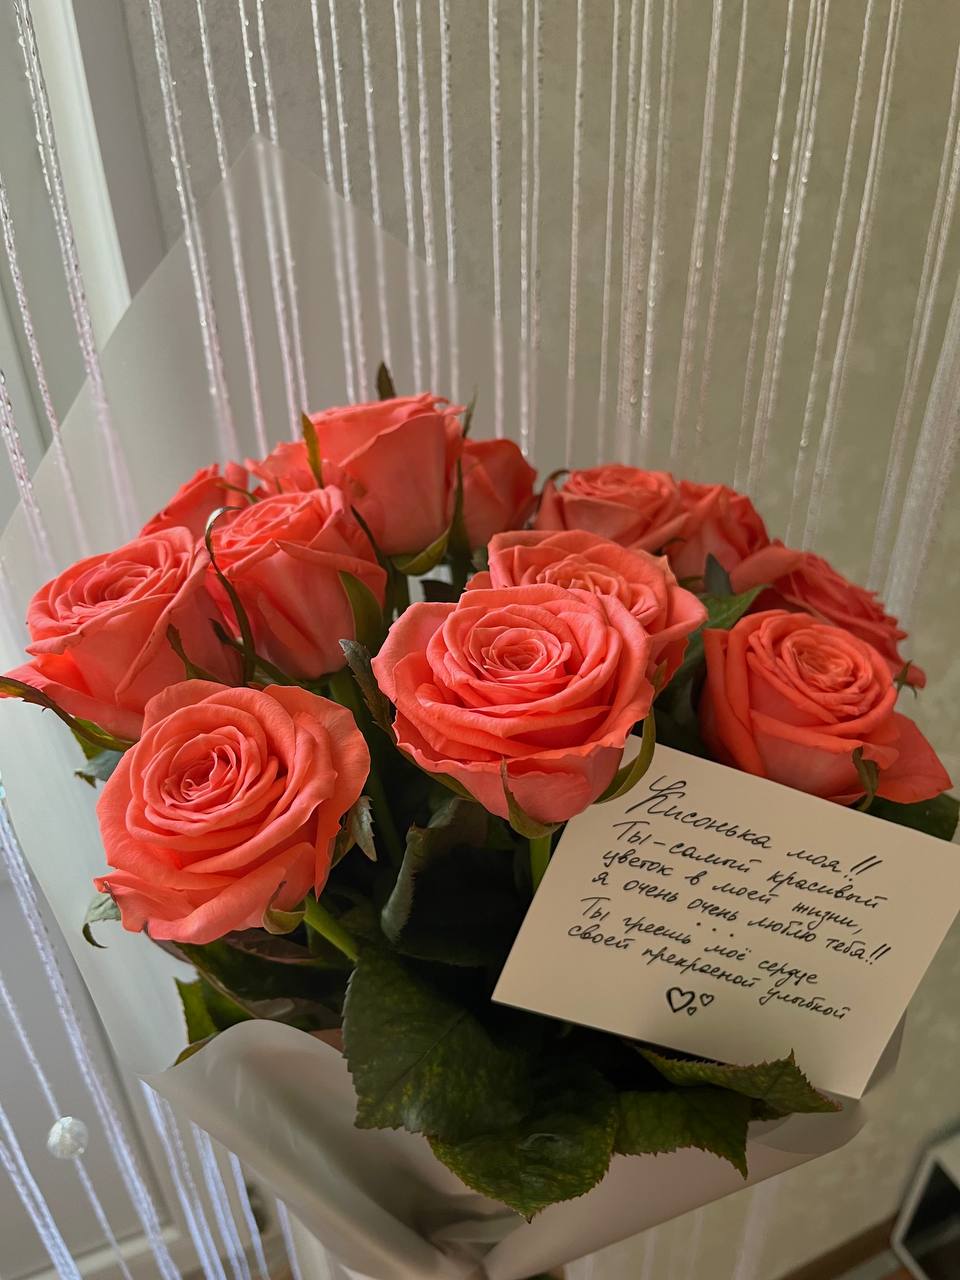 Кисонька моя!!
Ты-самый красивый
цветок в моей жизни,
я очень очень люблю тебя!!
...
Ты греешь моё сердце
своей прекрасной улыбкой